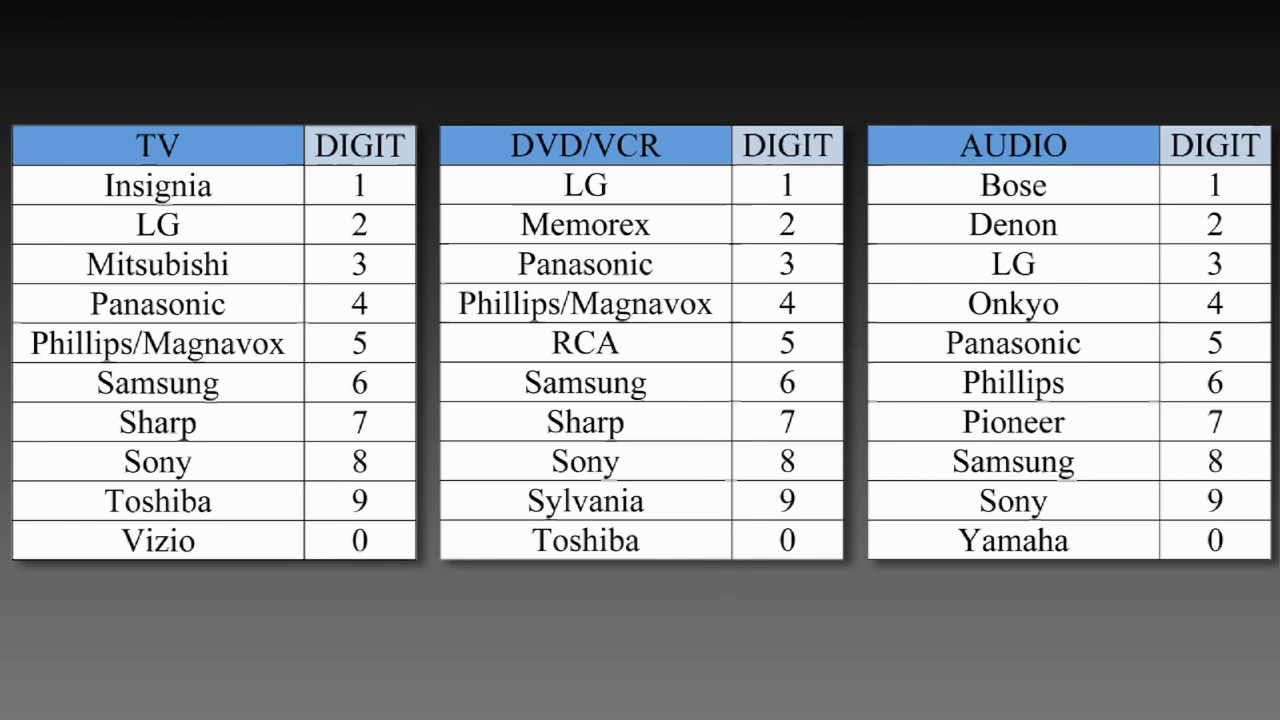 TV DIGIT
Insignia 1
LG 2
Mitsubishi 3
Panasonic 4
Phillips/Magnavox 5
Samsung 6
Sharp 7
Sony 8
Toshiba 9
Vizio 0
DVD/VCR DIGIT
LG 1
Memorex 2
Panasonic 3
Phillips/Magnavox 4
RCA 5
Samsung 6
Sharp 7
Sony 8
Sylvania 9
Toshiba 0
AUDIO DIGIT
Bose 1
Denon 2
LG 3
Onkyo 4
Panasonic 5
Phillips 6
Pioneer 7
Samsung 8
Sony 9
Yamaha 0